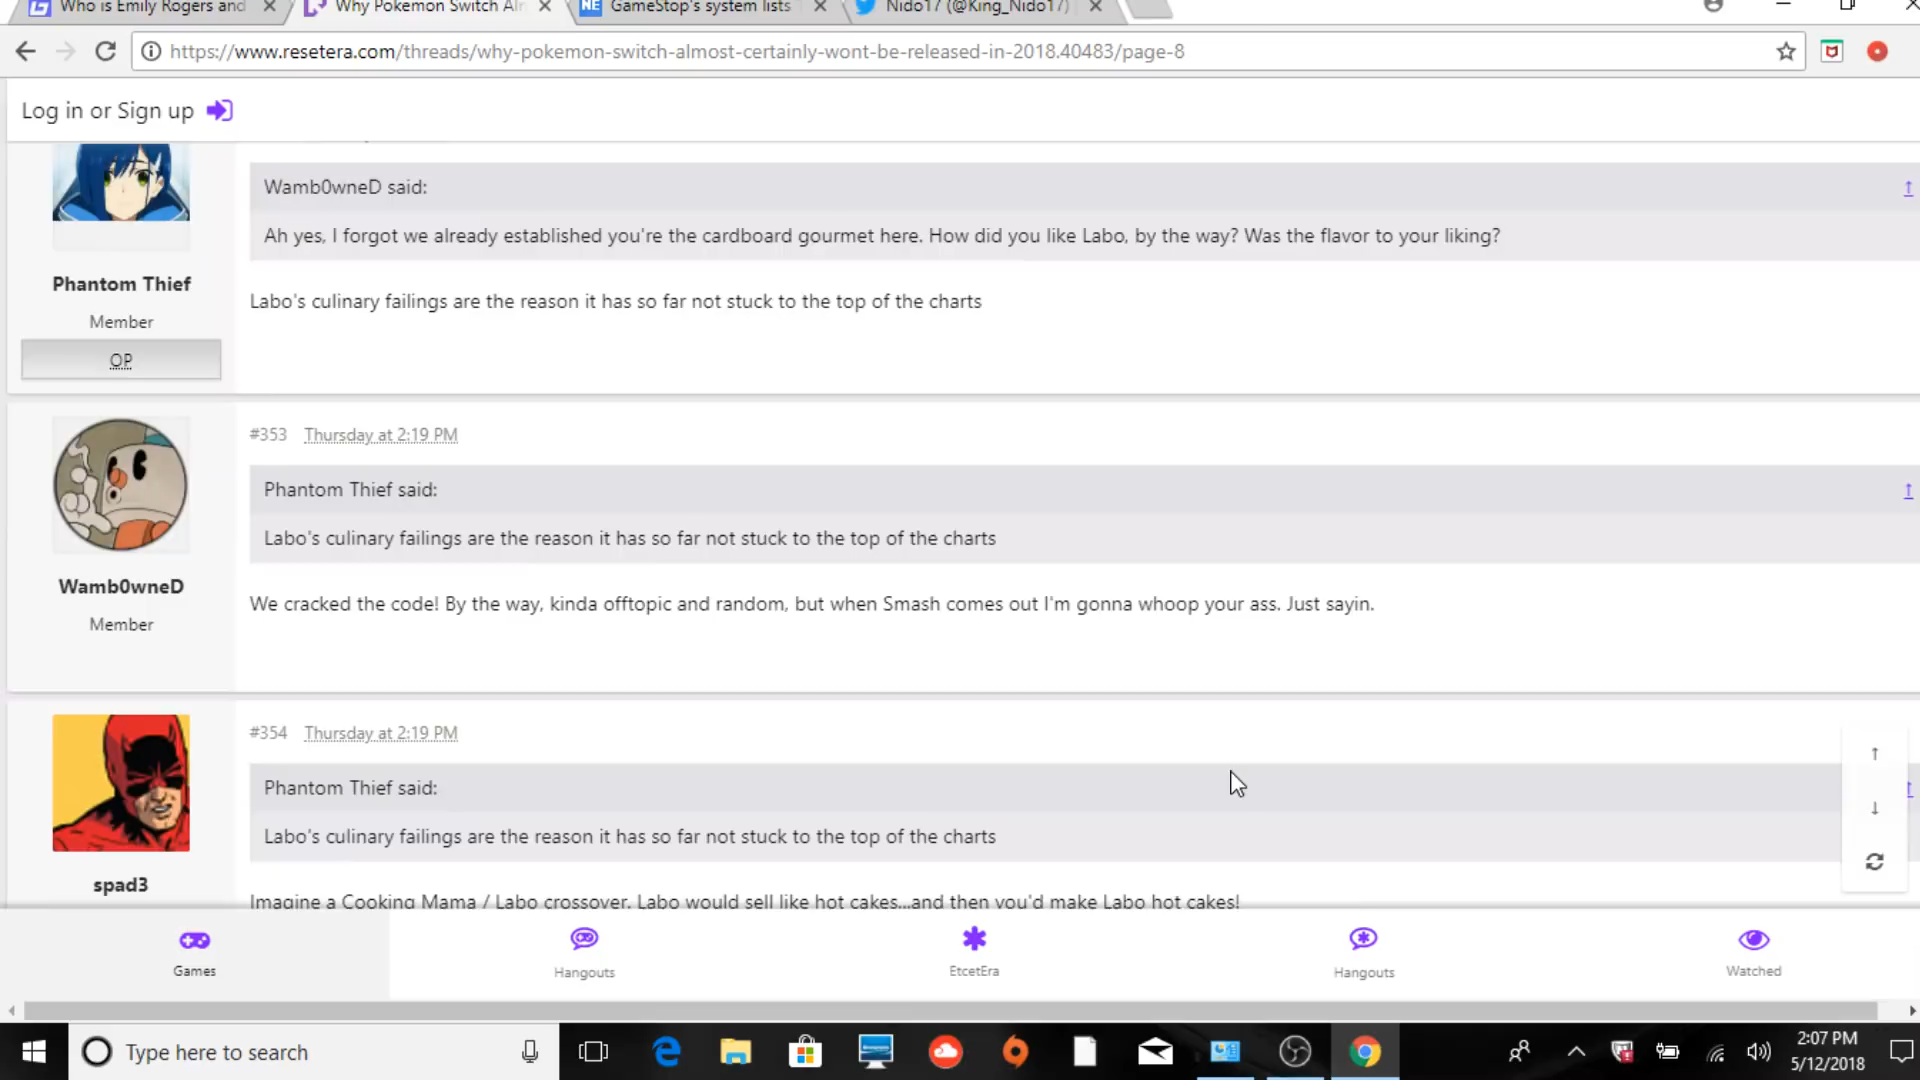 Who is Emily Rogers and
Why Pokemon Switch Al
GameStop's system lists
Nido17 (@King_Nido17)
https://www.resetera.com/threads/why-pokemon-switch-almost-certainly-wont-be-released-in-2018.40483/page-8
Log in or Sign up
Phantom Thief
Member
OP
Wamb0wneD said:
Ah yes, I forgot we already established you're the cardboard gourmet here. How did you like Labo, by the way? Was the flavor to your liking?
Labo's culinary failings are the reason it has so far not stuck to the top of the charts
Wamb0wneD
Member
#353 Thursday at 2:19 PM
Phantom Thief said:
Labo's culinary failings are the reason it has so far not stuck to the top of the charts
We cracked the code! By the way, kinda offtopic and random, but when Smash comes out I'm gonna whoop your ass. Just sayin.
spad3
#354 Thursday at 2:19 PM
Phantom Thief said:
Labo's culinary failings are the reason it has so far not stuck to the top of the charts
Imagine a Cooking Mama / Labo crossover. Labo would sell like hot cakes...and then you'd make Labo hot cakes!
Games
Hangouts
EtcetEra
Hangouts
Watched
Type here to search
2:07 PM
5/12/2018